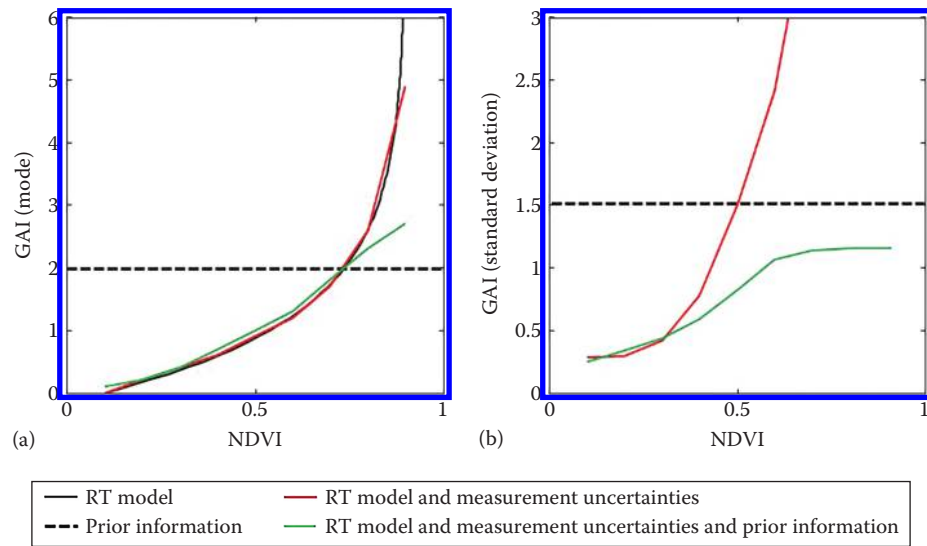 6
5
4
3
2
1
0
GAI (mode)
0
0.5
1
(a)
NDVI
3
2.5
2
1.5
1
0.5
0
GAI (standard deviation)
0
0.5
1
(b)
NDVI
RT model
RT model and measurement uncertainties
Prior information
RT model and measurement uncertainties and prior information